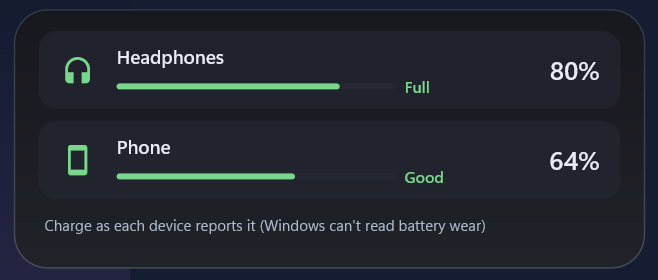 Headphones
Full
80%
Phone
Good
64%
Charge as each device reports it (Windows can't read battery wear)